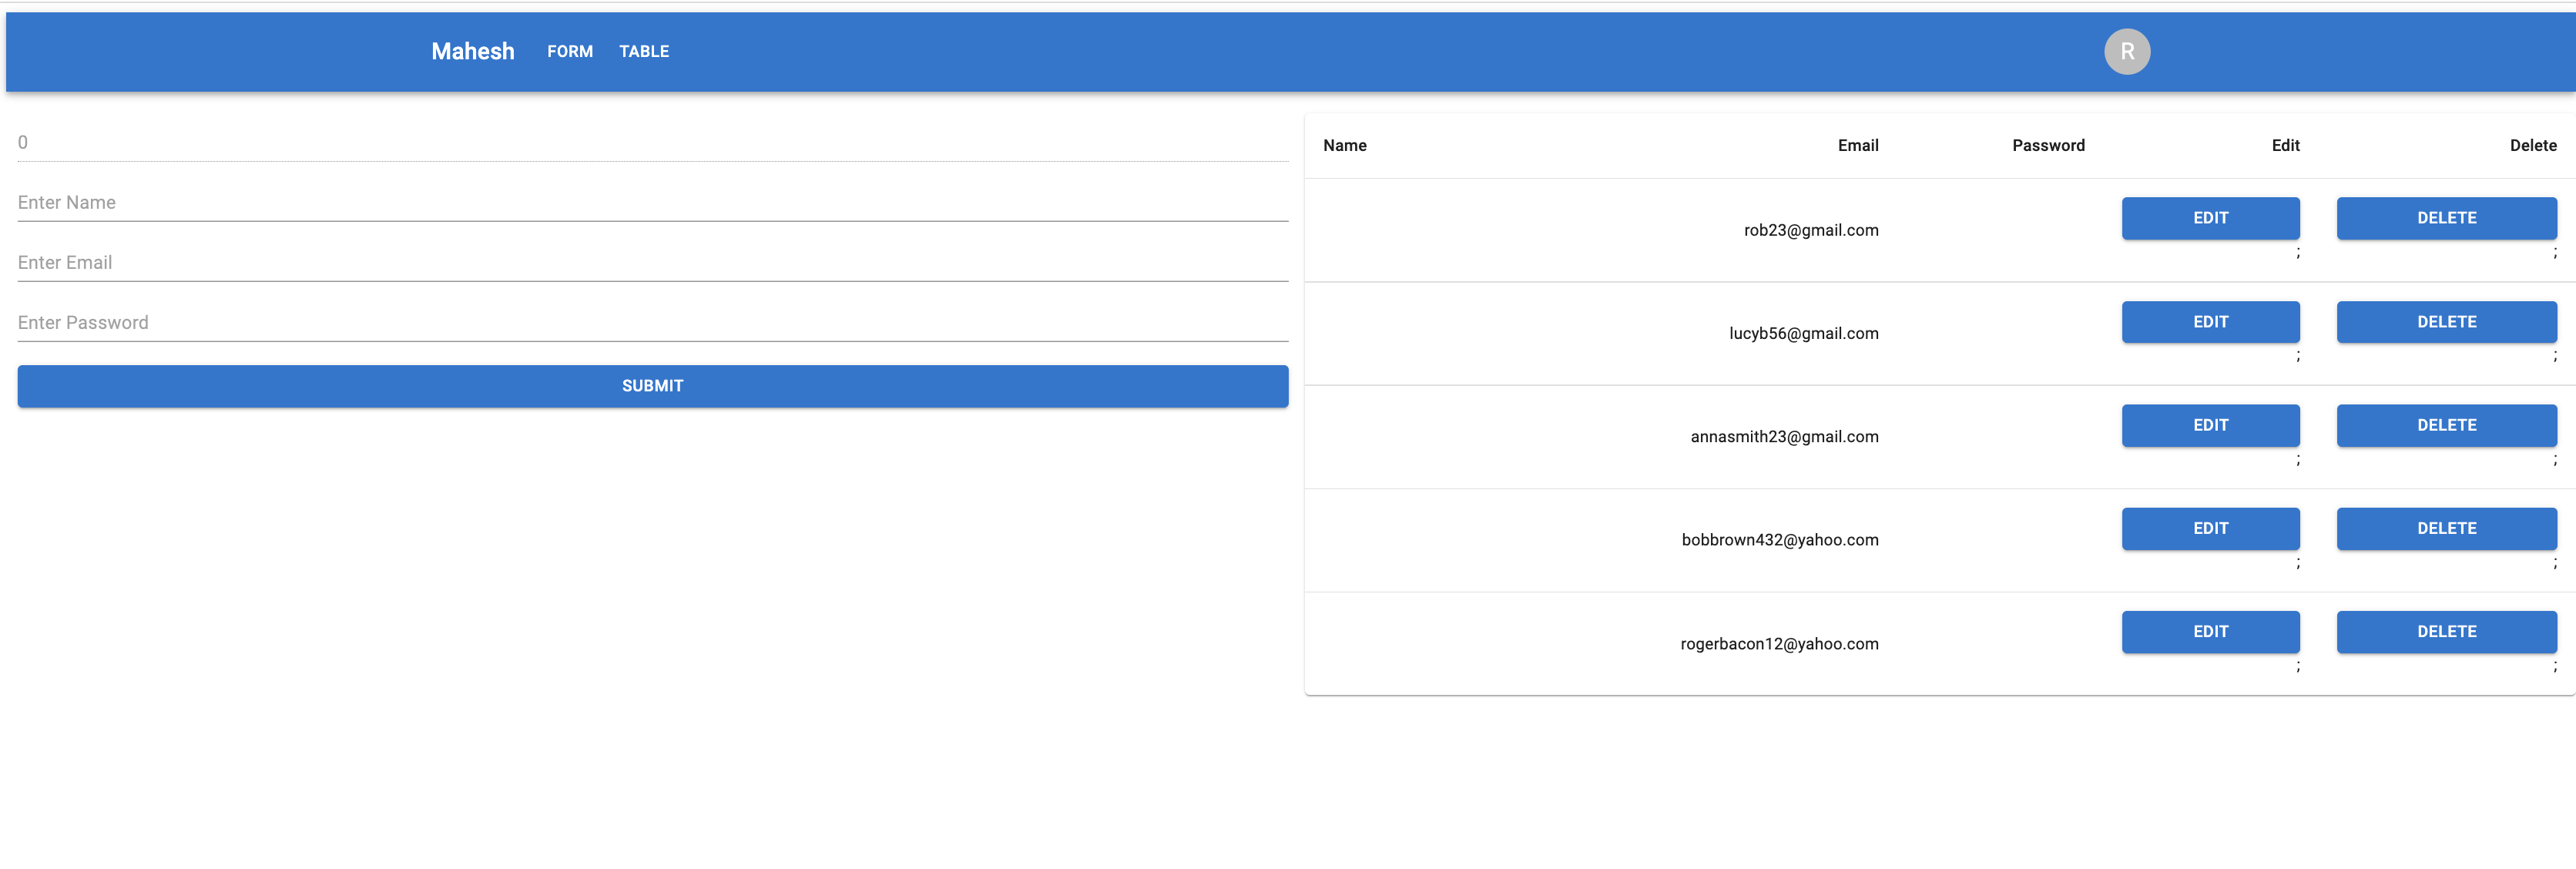 Mahesh FORM TABLE R
0
Enter Name
Enter Email
Enter Password
SUBMIT
Name Email Password Edit Delete
rob23@gmail.com EDIT DELETE
; ;
lucyb56@gmail.com EDIT DELETE
; ;
annasmith23@gmail.com EDIT DELETE
; ;
bobbrown432@yahoo.com EDIT DELETE
; ;
rogerbacon12@yahoo.com EDIT DELETE
; ;